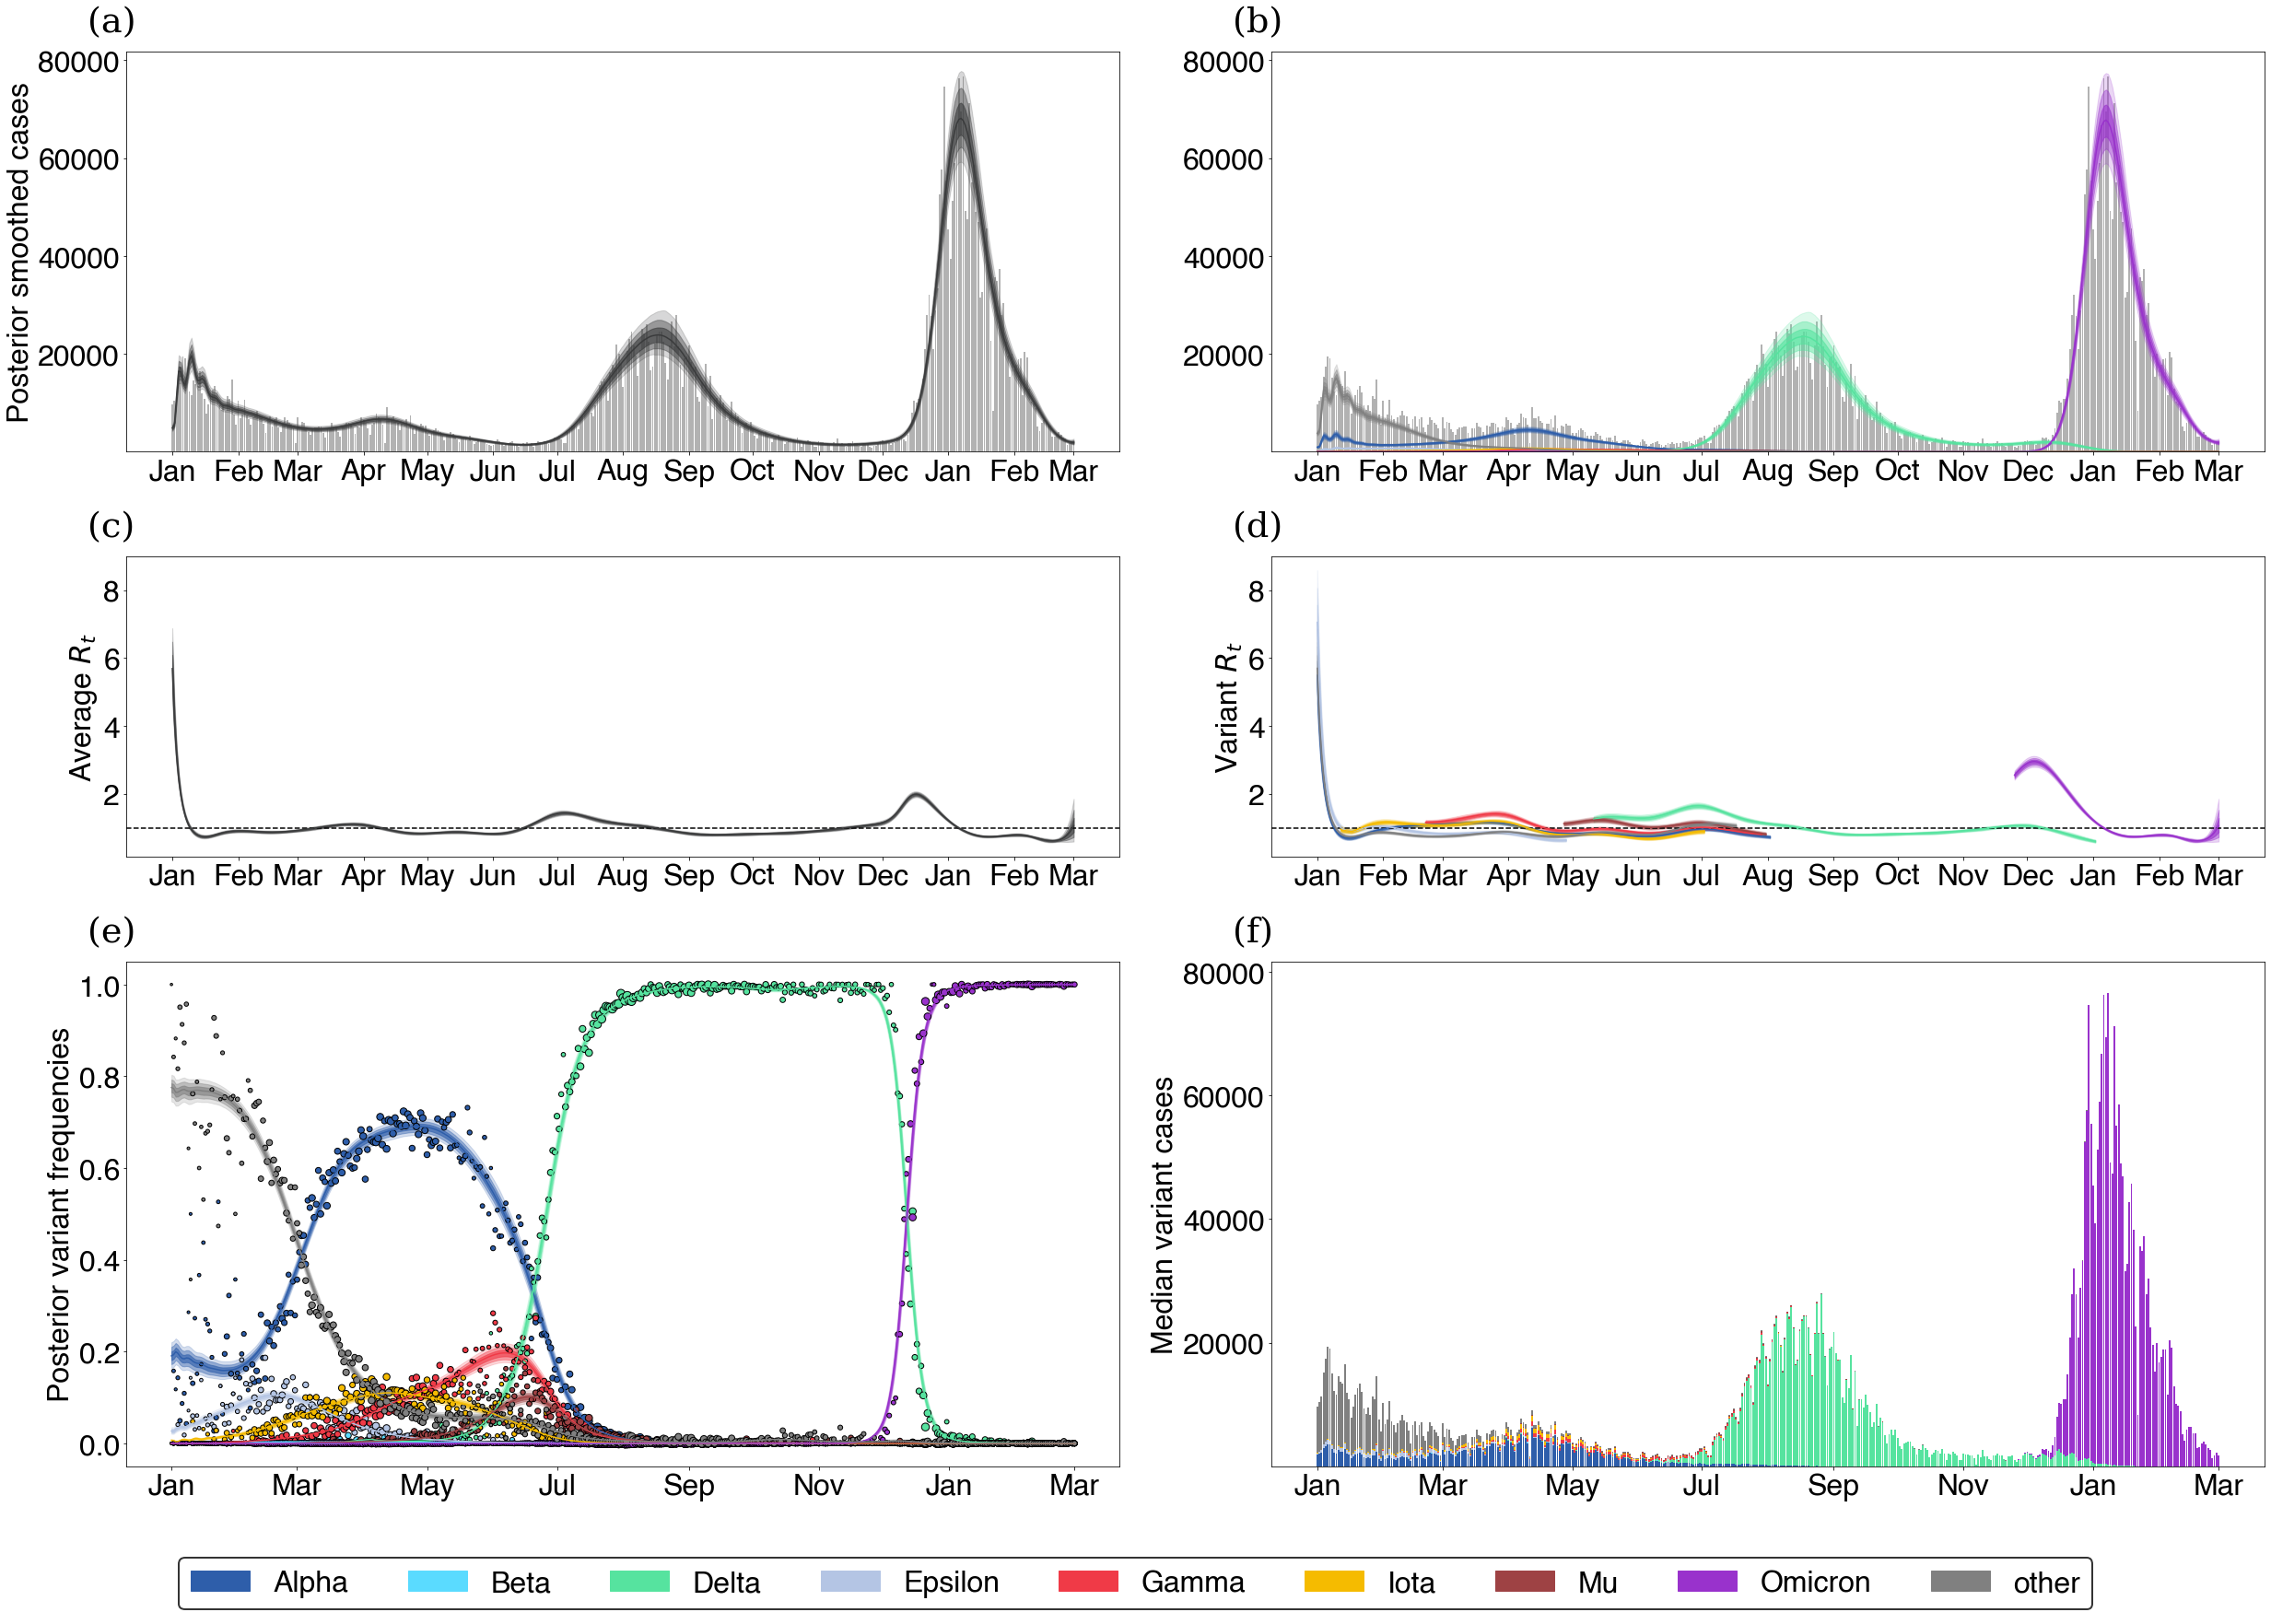 (a)
Posterior smoothed cases
80000
60000
40000
20000
Jan Feb Mar Apr May Jun Jul Aug Sep Oct Nov Dec Jan Feb Mar
(b)
80000
60000
40000
20000
Jan Feb Mar Apr May Jun Jul Aug Sep Oct Nov Dec Jan Feb Mar
(c)
Average Rt
8
6
4
2
Jan Feb Mar Apr May Jun Jul Aug Sep Oct Nov Dec Jan Feb Mar
(d)
Variant Rt
8
6
4
2
Jan Feb Mar Apr May Jun Jul Aug Sep Oct Nov Dec Jan Feb Mar
(e)
Posterior variant frequencies
1.0
0.8
0.6
0.4
0.2
0.0
Jan Mar May Jul Sep Nov Jan Mar
(f)
Median variant cases
80000
60000
40000
20000
Jan Mar May Jul Sep Nov Jan Mar
Alpha Beta Delta Epsilon Gamma Iota Mu Omicron other